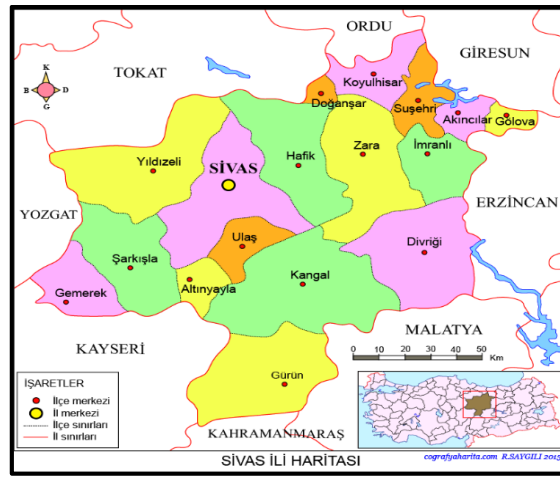 ORDU
GİRESUN
TOKAT
K
B D
G
Koyulhisar
Doğanşar
Suşehri
Akıncılar
Gölova
Yıldızeli
Hafik
Zara
İmranlı
SİVAS
YOZGAT
ERZİNCAN
Ulaş
Divriği
Şarkışla
Altınyayla
Kangal
Gemerek
MALATYA
KAYSERİ
0 10 20 30 40 50
Km
Gürün
İŞARETLER
İlçe merkezi
İl merkezi
İlçe sınırları
İl sınırları
KAHRAMANMARAŞ
SİVAS İLİ HARİTASI
cografyaharita.com R.SAYGILI 2015